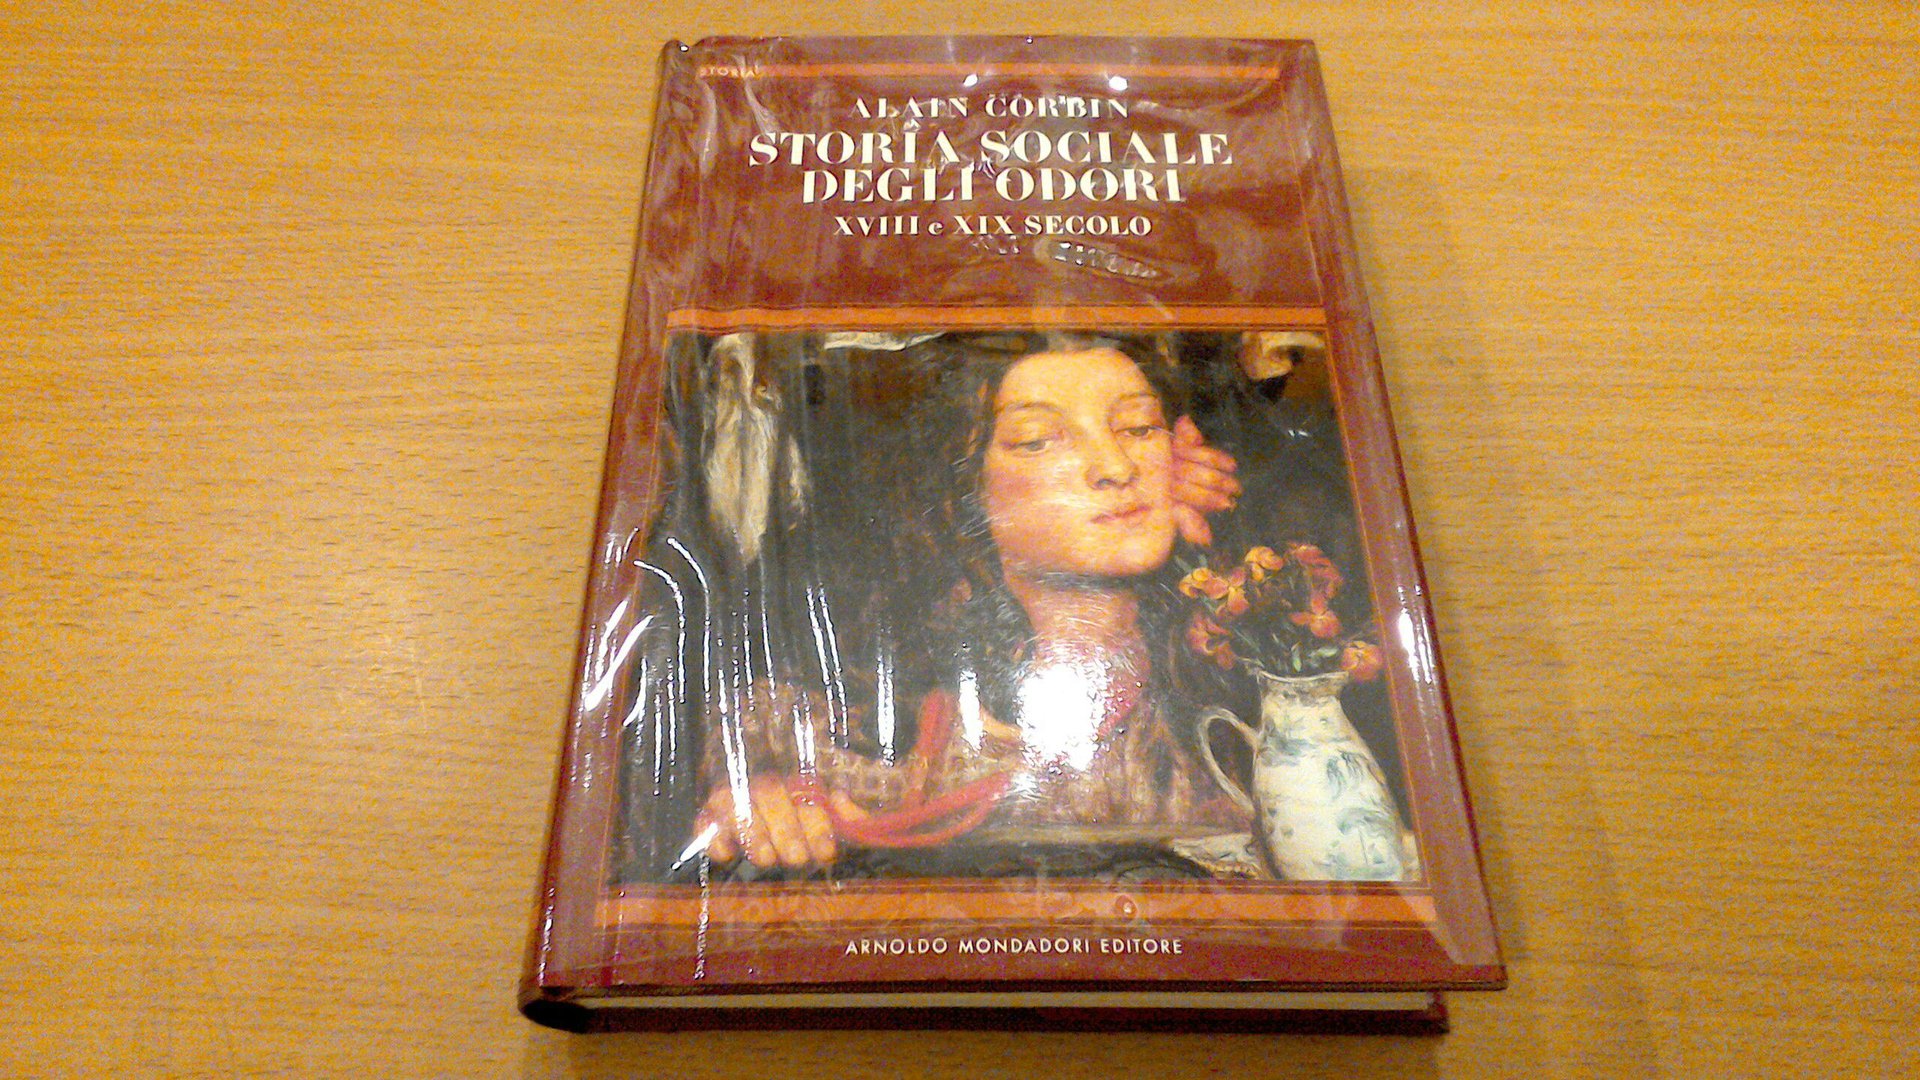 STORIA
ALAIN CORBIN
STORIA SOCIALE
DEGLI ODORI
XVIII e XIX SECOLO
ARNOLDO MONDADORI EDITORE